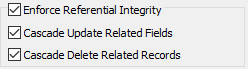 Enforce Referential Integrity
Cascade Update Related Fields
Cascade Delete Related Records